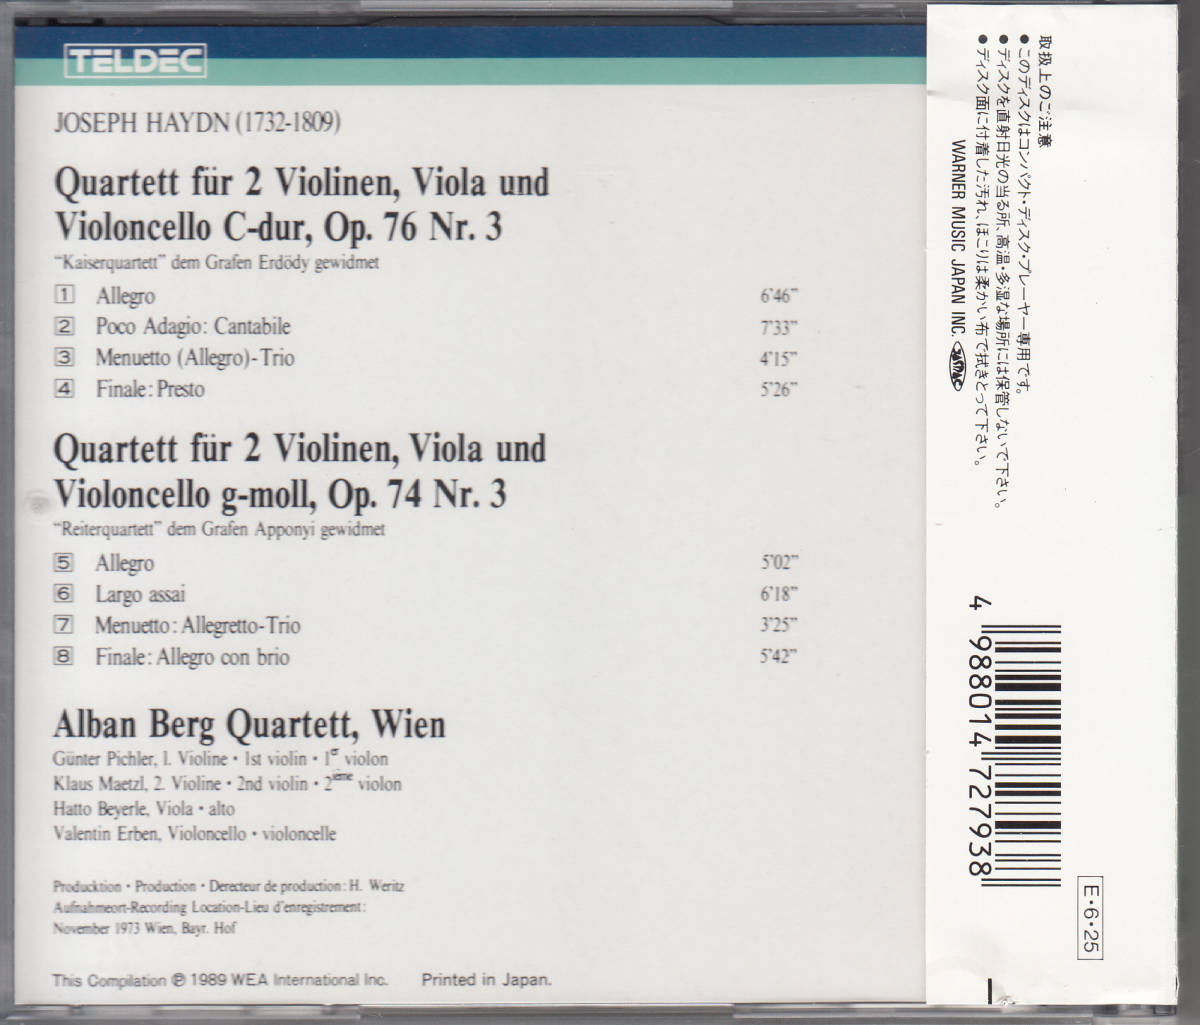 TELDEC
JOSEPH HAYDN (1732-1809)
Quartett für 2 Violinen, Viola und
Violoncello C-dur, Op. 76 Nr. 3
“Kaiserquartett” dem Grafen Erdödy gewidmet
1 Allegro 6'46”
2 Poco Adagio: Cantabile 7'33”
3 Menuetto (Allegro)-Trio 4'15”
4 Finale: Presto 5'26”
Quartett für 2 Violinen, Viola und
Violoncello g-moll, Op. 74 Nr. 3
“Reiterquartett” dem Grafen Apponyi gewidmet
5 Allegro 5'02”
6 Largo assai 6'18”
7 Menuetto: Allegretto-Trio 3'25”
8 Finale: Allegro con brio 5'42”
Alban Berg Quartett, Wien
Günter Pichler, 1. Violine・1st violin・1er violon
Klaus Maetzl, 2. Violine・2nd violin・2ième violon
Hatto Beyerle, Viola・alto
Valentin Erben, Violoncello・violoncelle
Producktion・Production・Derecteur de production: H. Weritz
Aufnahmeort-Recording Location-Lieu d'enregistrement:
November 1973 Wien, Bayr. Hof
This Compilation ℗ 1989 WEA International Inc. Printed in Japan.
取扱上のご注意
●このディスクはコンパクト・ディスク・プレーヤー専用です。
●ディスクを直射日光の当る所、高温・多湿な場所には保管しないで下さい。
●ディスク面に付着した汚れ、ほこりは柔かい布で拭きとって下さい。
WARNER MUSIC JAPAN INC.
4 988014 727938
E・6・25